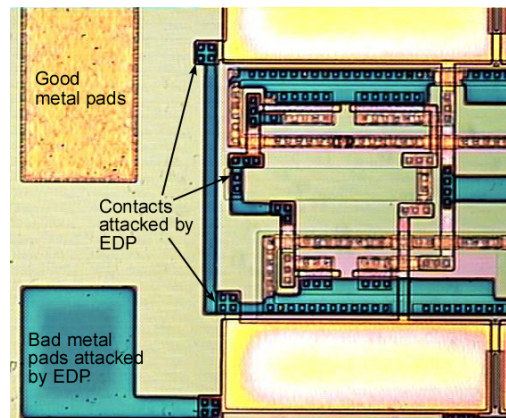 Good
metal pads
Contacts
attacked by
EDP
Bad metal
pads attacked
by EDP